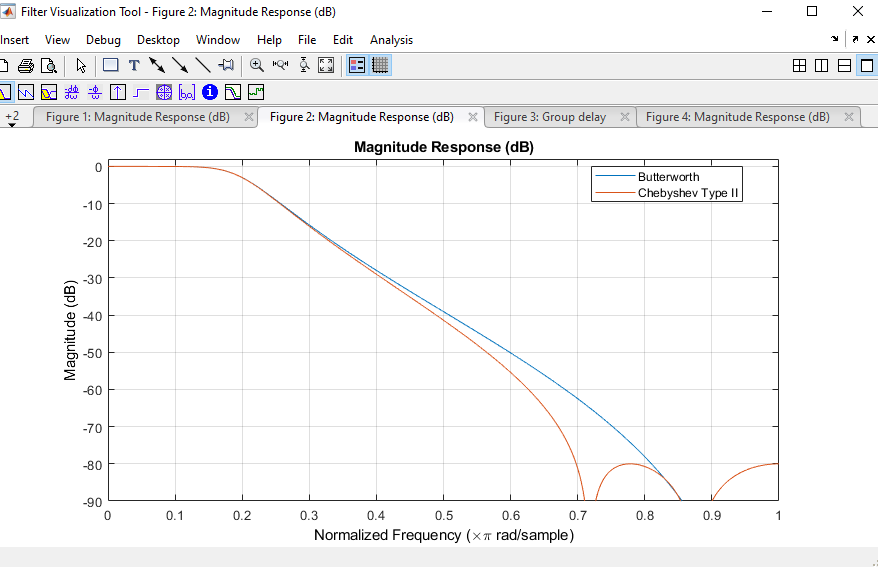 Filter Visualization Tool - Figure 2: Magnitude Response (dB)
Insert View Debug Desktop Window Help File Edit Analysis
+2 Figure 1: Magnitude Response (dB) Figure 2: Magnitude Response (dB) Figure 3: Group delay Figure 4: Magnitude Response (dB)
Magnitude Response (dB)
Butterworth
Chebyshev Type II
Magnitude (dB)
0
-10
-20
-30
-40
-50
-60
-70
-80
-90
0 0.1 0.2 0.3 0.4 0.5 0.6 0.7 0.8 0.9 1
Normalized Frequency (×π rad/sample)